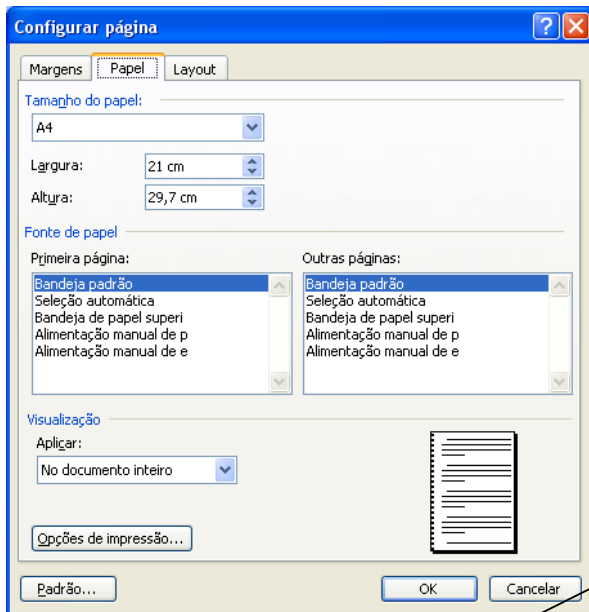 Configurar página
Margens Papel Layout
Tamanho do papel:
A4
Largura: 21 cm
Altura: 29,7 cm
Fonte de papel
Primeira página: Outras páginas:
Bandeja padrão Bandeja padrão
Seleção automática Seleção automática
Bandeja de papel superi Bandeja de papel superi
Alimentação manual de p Alimentação manual de p
Alimentação manual de e Alimentação manual de e
Visualização
Aplicar:
No documento inteiro
Opções de impressão...
Padrão... OK Cancelar